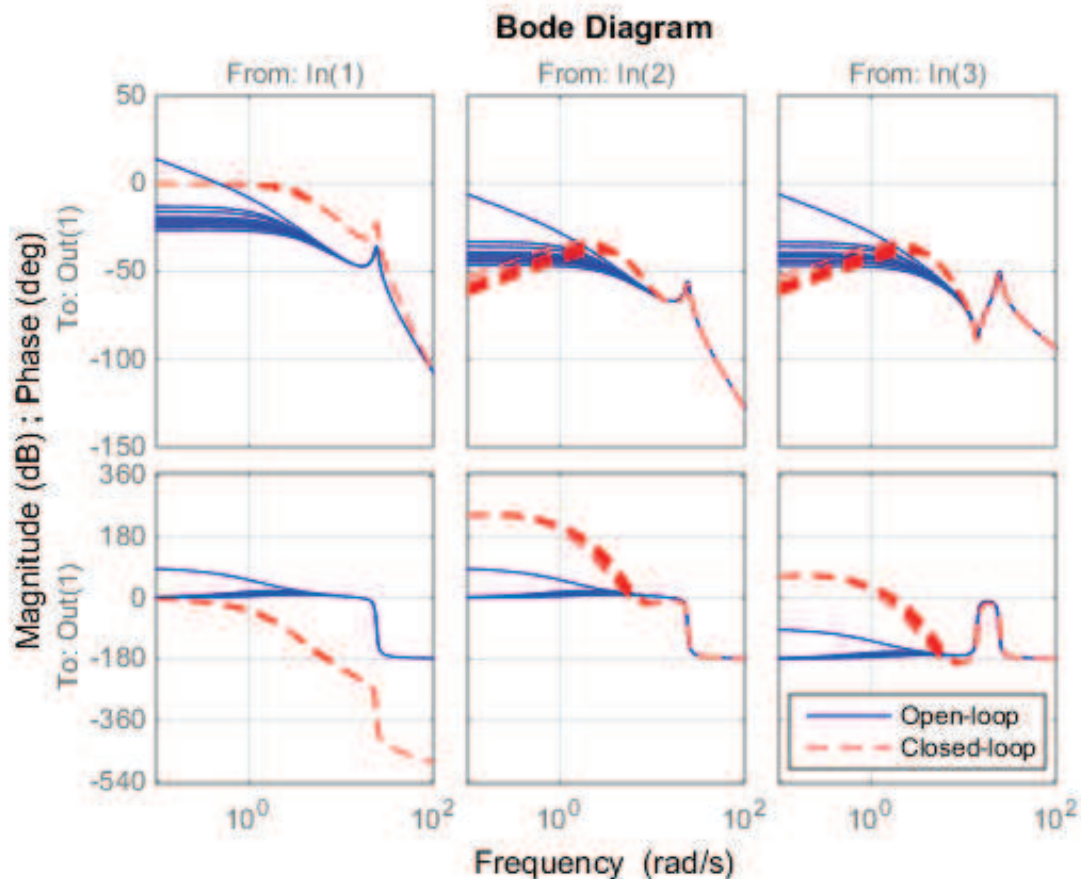 Bode Diagram
From: In(1)
From: In(2)
From: In(3)
Magnitude (dB) ; Phase (deg)
To: Out(1)
50
0
-50
-100
-150
To: Out(1)
360
180
0
-180
-360
-540
Open-loop
Closed-loop
10^0
10^2
10^0
10^2
10^0
10^2
Frequency (rad/s)